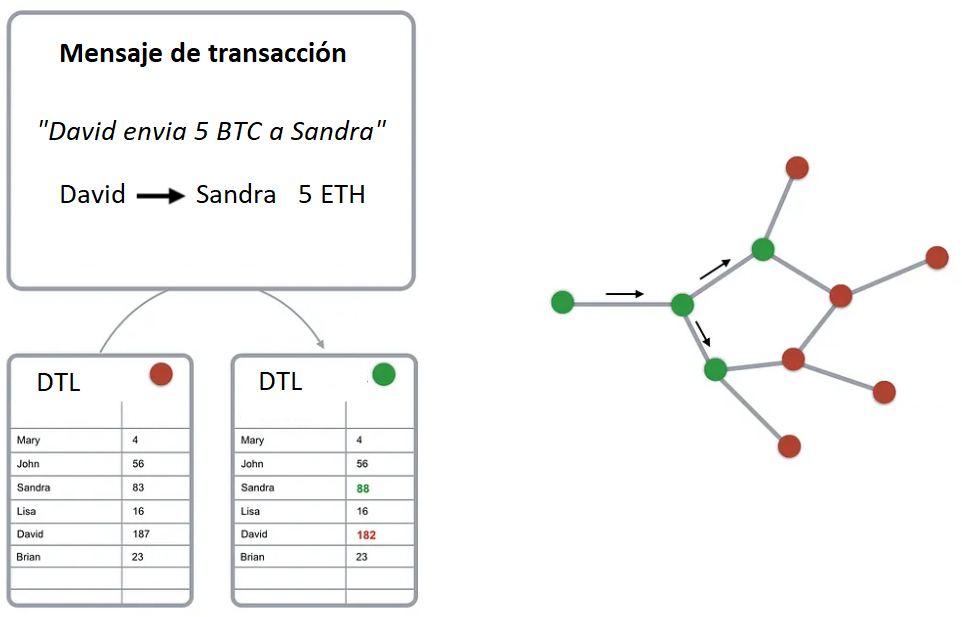 Mensaje de transacción
"David envia 5 BTC a Sandra"
David Sandra 5 ETH
DTL
Mary 4
John 56
Sandra 83
Lisa 16
David 187
Brian 23
DTL
Mary 4
John 56
Sandra 88
Lisa 16
David 182
Brian 23